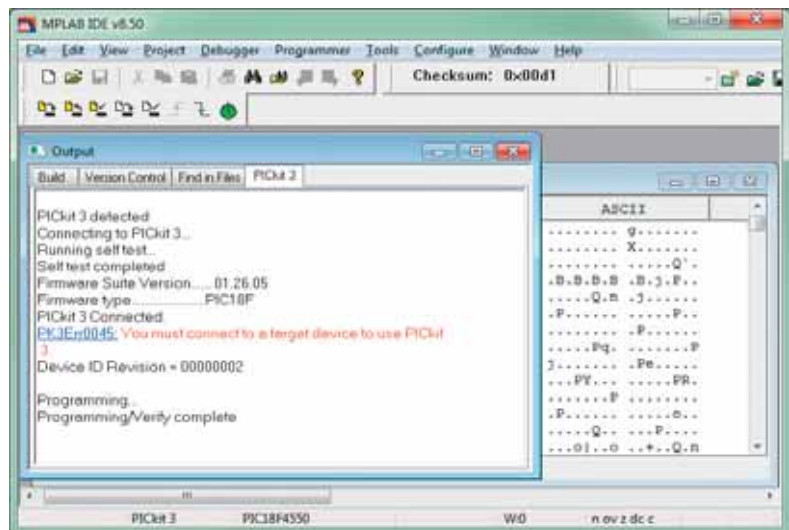 MPLAB IDE v8.50
File Edit View Project Debugger Programmer Tools Configure Window Help
Checksum: 0x00d1
Output
Build Version Control Find in Files PICkit 3
PICkit 3 detected
Connecting to PICkit 3...
Running self test...
Self test completed
Firmware Suite Version..... 01.26.05
Firmware type..................PIC18F
PICkit 3 Connected.
PK3Err0045: You must connect to a target device to use PICkit
3.
Device ID Revision = 00000002
Programming...
Programming/Verify complete
ASCII
........ g.......
........ X.......
........ .....Q`.
.B.B.B.B .B.j.P..
.....Q.n .j......
.P...... .....P..
........ .P......
.....Pq. .......P
....PY... .....PR.
.......P ........
.....Q.. ...P....
PICkit 3 PIC18F4550 W:0 n ov z dc c